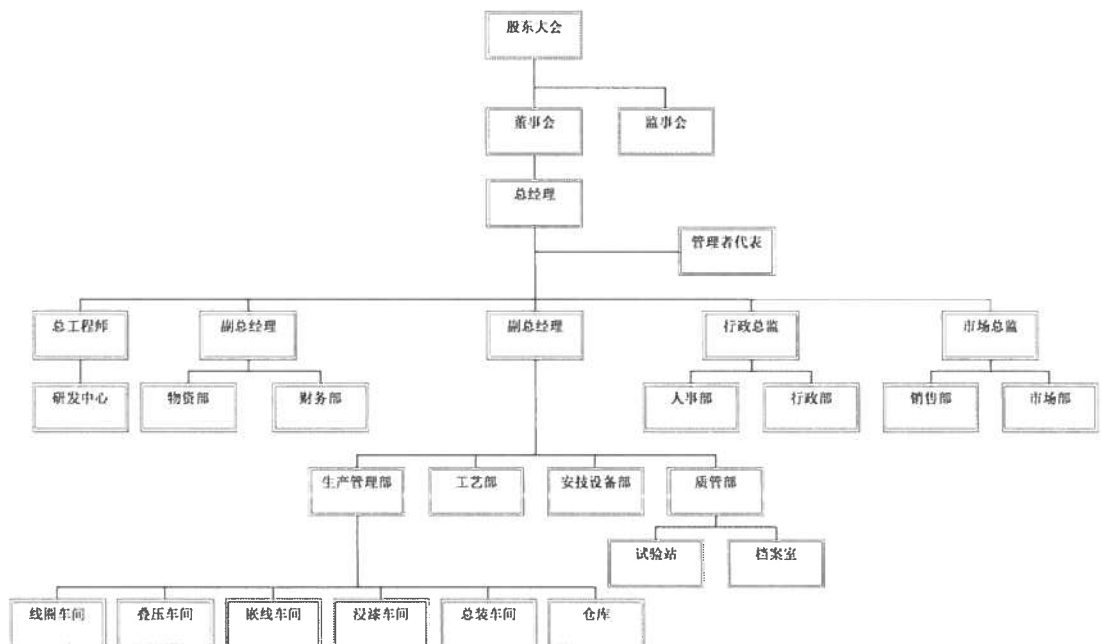 股东大会
董事会
监事会
总经理
管理者代表
总工程师
副总经理
副总经理
行政总监
市场总监
研发中心
物资部
财务部
人事部
行政部
销售部
市场部
生产管理部
工艺部
安技设备部
质管部
试验站
档案室
线圈车间
叠压车间
嵌线车间
浸漆车间
总装车间
仓库